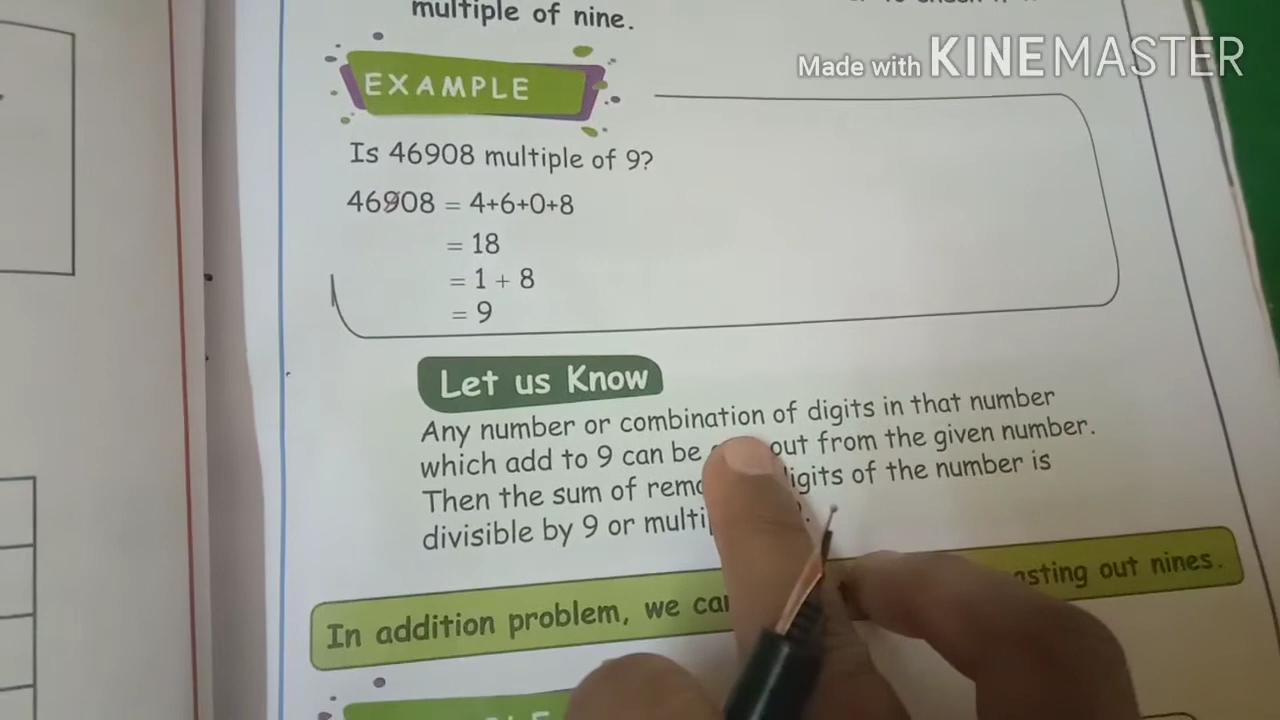 multiple of nine.
Made with KINEMASTER
EXAMPLE
Is 46908 multiple of 9?
46908 = 4+6+0+8
= 18
= 1 + 8
= 9
Let us Know
Any number or combination of digits in that number
which add to 9 can be out from the given number.
Then the sum of digits of the number is
divisible by 9 or
In addition problem, we out nines.